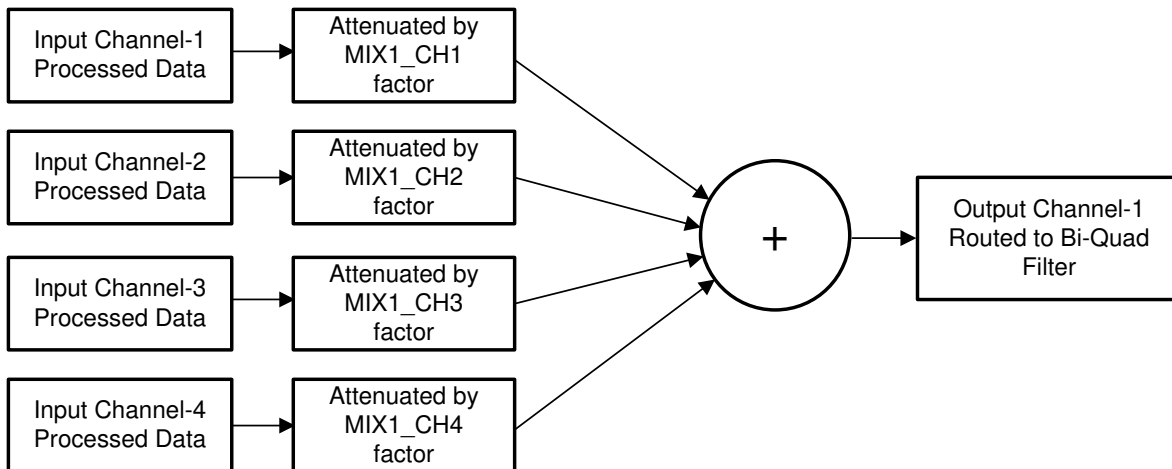 Input Channel-1
Processed Data
Attenuated by
MIX1_CH1
factor
Input Channel-2
Processed Data
Attenuated by
MIX1_CH2
factor
Input Channel-3
Processed Data
Attenuated by
MIX1_CH3
factor
Input Channel-4
Processed Data
Attenuated by
MIX1_CH4
factor
+
Output Channel-1
Routed to Bi-Quad
Filter